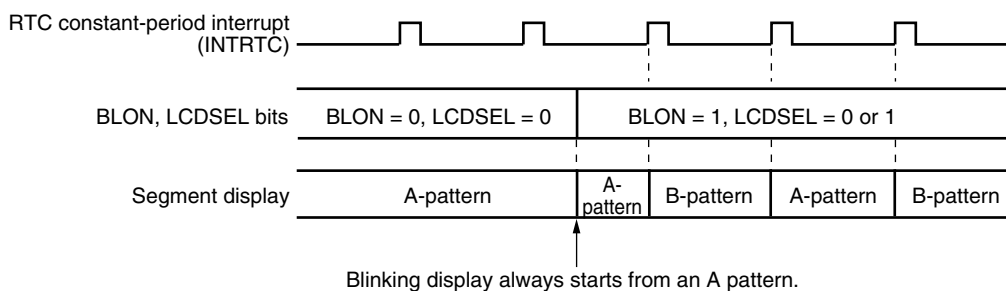 RTC constant-period interrupt
(INTRTC)
BLON, LCDSEL bits
BLON = 0, LCDSEL = 0
BLON = 1, LCDSEL = 0 or 1
Segment display
A-pattern
A-
pattern
B-pattern
A-pattern
B-pattern
Blinking display always starts from an A pattern.